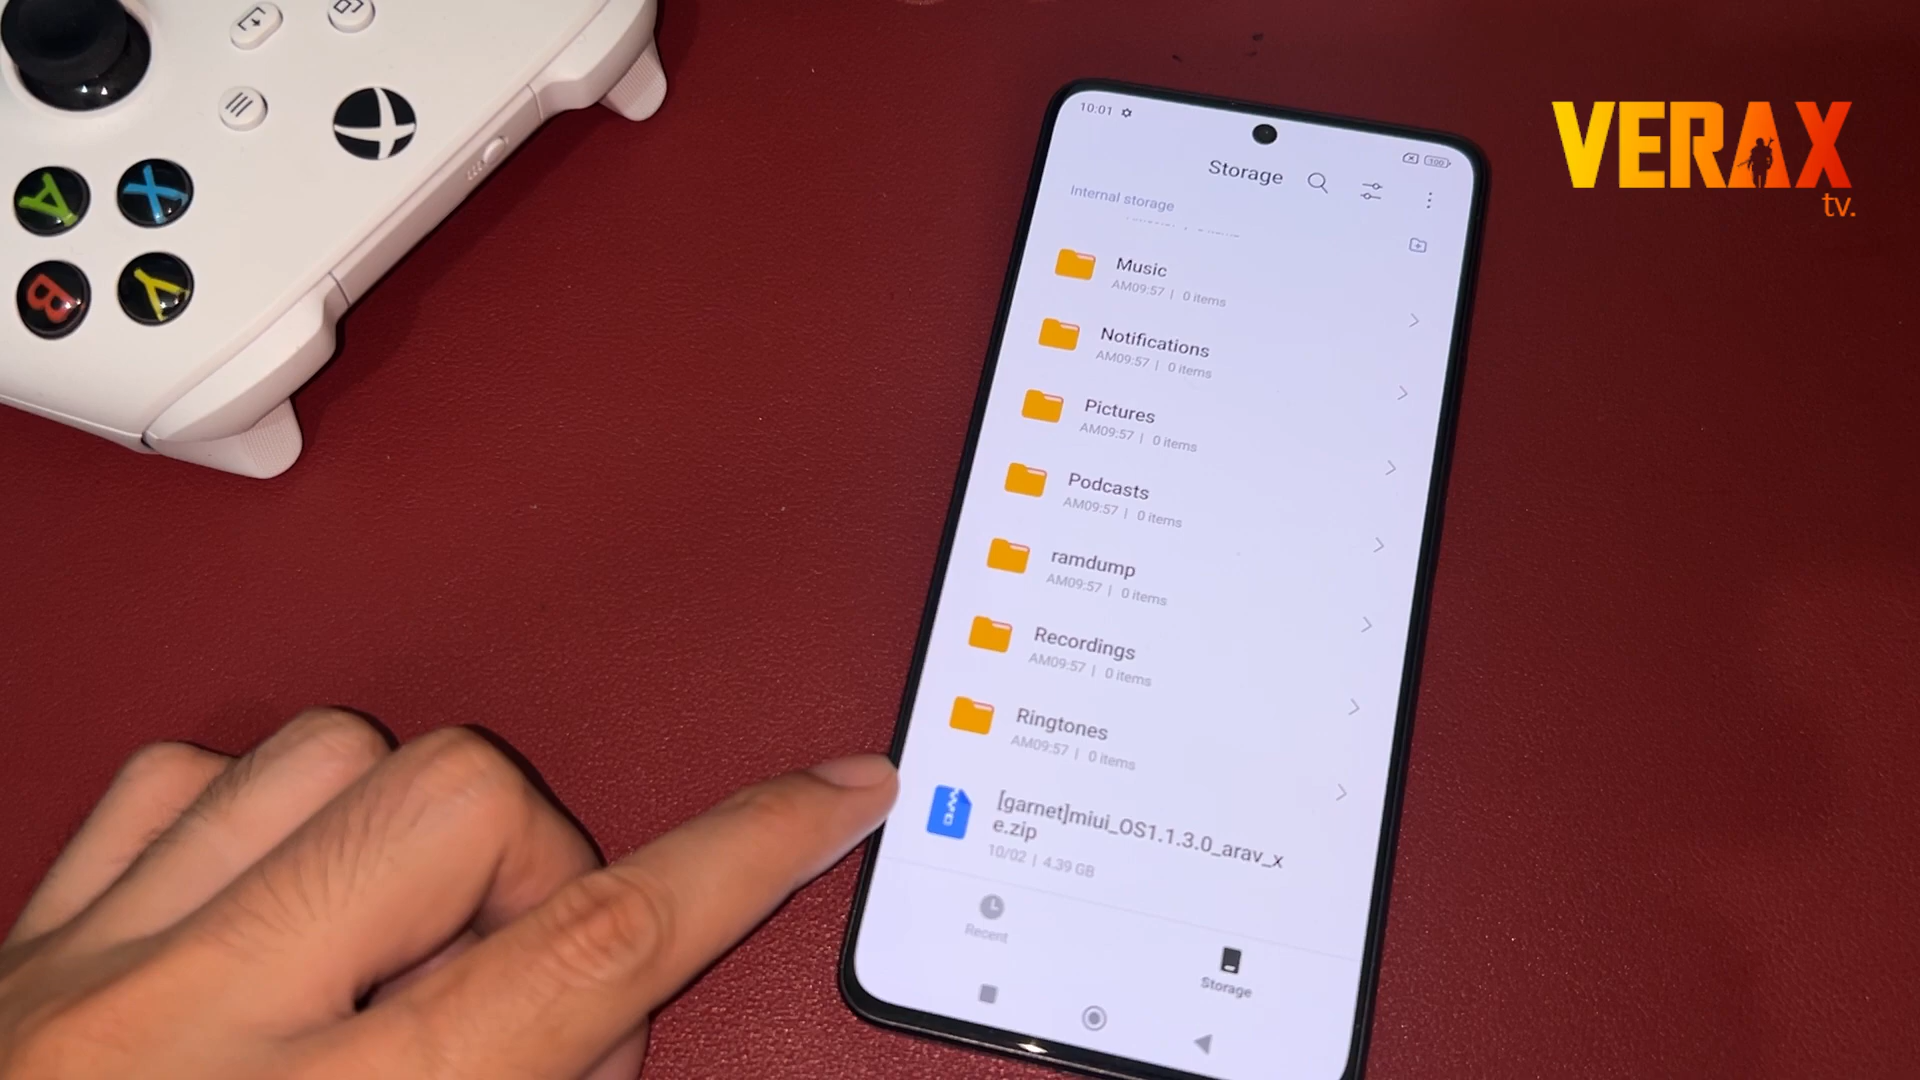 VERAX
tv.
10:01
100
Storage
Internal storage
Music
AM09:57 | 0 items
Notifications
AM09:57 | 0 items
Pictures
AM09:57 | 0 items
Podcasts
AM09:57 | 0 items
ramdump
AM09:57 | 0 items
Recordings
AM09:57 | 0 items
Ringtones
AM09:57 | 0 items
[garnet]miui_OS1.1.3.0_arav_x
e.zip
10/02 | 4.39 GB
Recent
Storage
A
X
B
Y